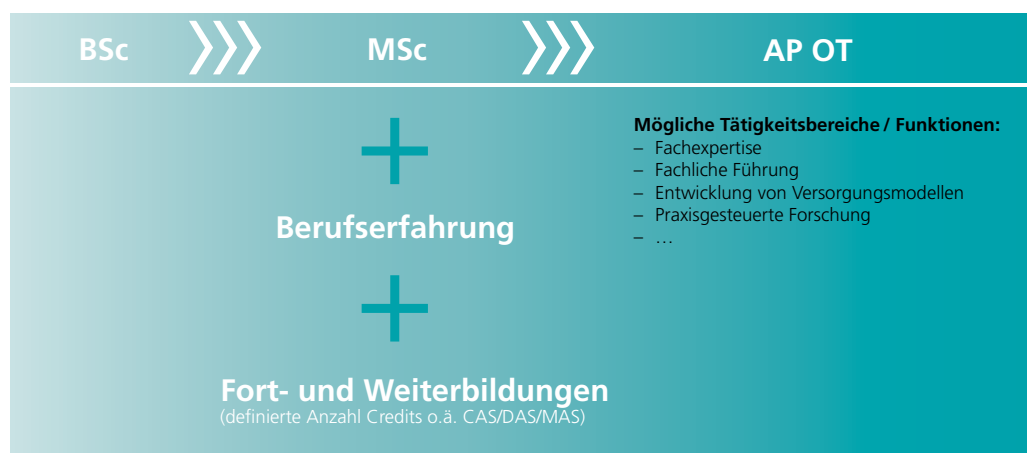 BSc
MSc
AP OT
Mögliche Tätigkeitsbereiche / Funktionen:
– Fachexpertise
– Fachliche Führung
– Entwicklung von Versorgungsmodellen
– Praxisgesteuerte Forschung
– …
+
Berufserfahrung
+
Fort- und Weiterbildungen
(definierte Anzahl Credits o.ä. CAS/DAS/MAS)